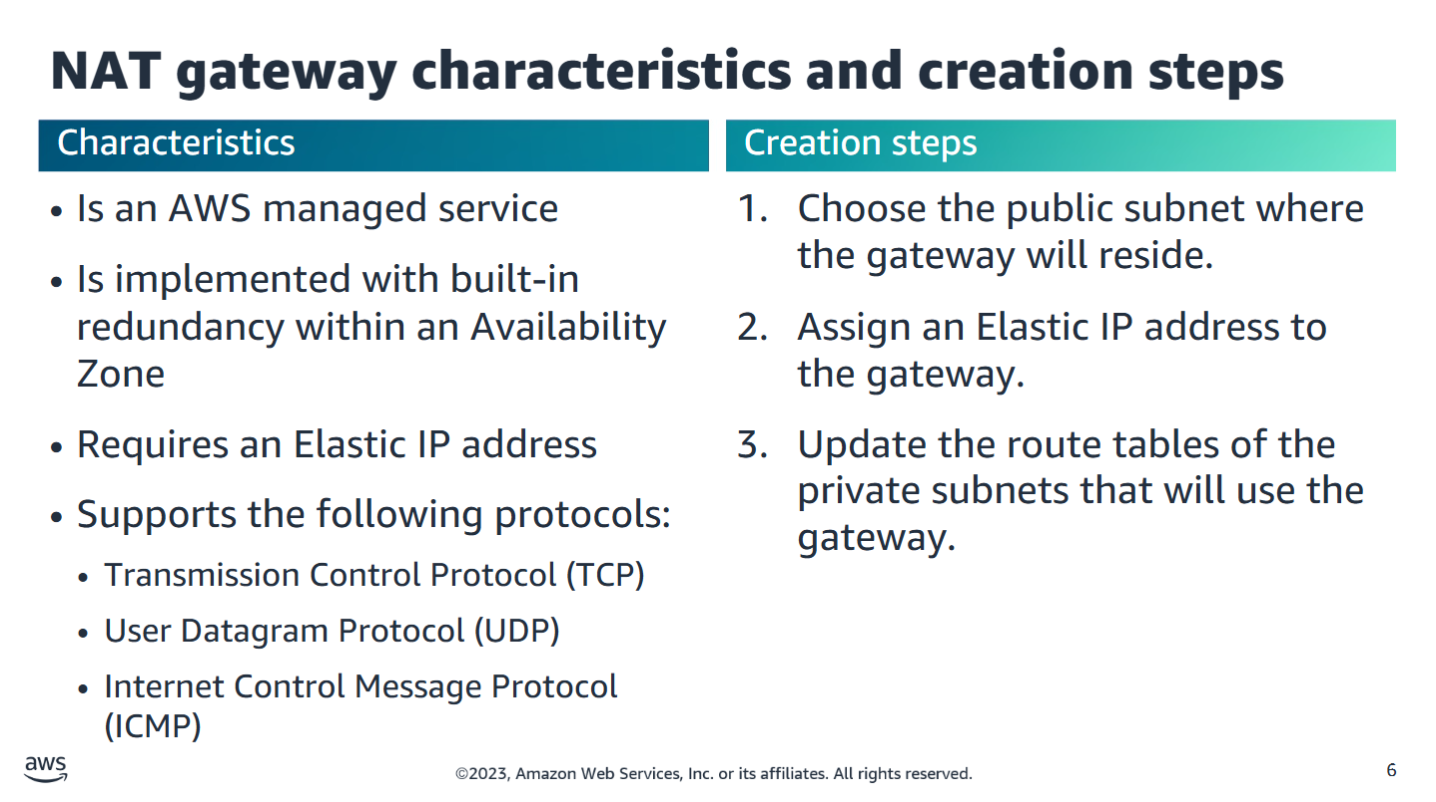 NAT gateway characteristics and creation steps
Characteristics
• Is an AWS managed service
• Is implemented with built-in
redundancy within an Availability
Zone
• Requires an Elastic IP address
• Supports the following protocols:
• Transmission Control Protocol (TCP)
• User Datagram Protocol (UDP)
• Internet Control Message Protocol
(ICMP)
Creation steps
1. Choose the public subnet where
the gateway will reside.
2. Assign an Elastic IP address to
the gateway.
3. Update the route tables of the
private subnets that will use the
gateway.
aws
©2023, Amazon Web Services, Inc. or its affiliates. All rights reserved.
6